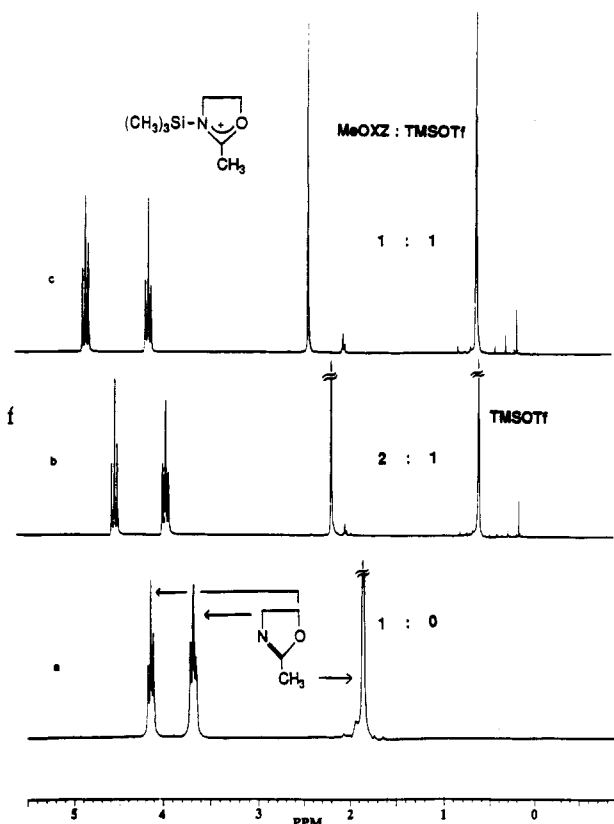 (CH₃)₃Si-N + O
CH₃
MeOXZ : TMSOTf
1 : 1
c
f
TMSOTf
2 : 1
b
1 : 0
N O
CH₃
a
5 4 3 2 1 0
PPM